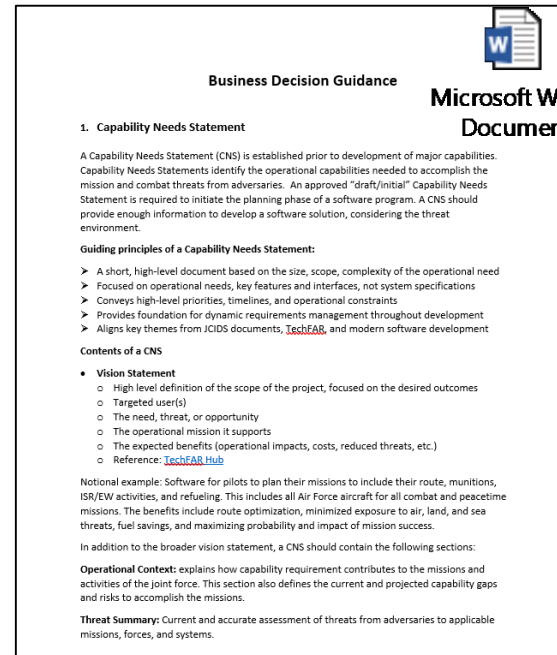 Business Decision Guidance
Microsoft W
Documen
1. Capability Needs Statement
A Capability Needs Statement (CNS) is established prior to development of major capabilities.
Capability Needs Statements identify the operational capabilities needed to accomplish the
mission and combat threats from adversaries. An approved "draft/initial" Capability Needs
Statement is required to initiate the planning phase of a software program. A CNS should
provide enough information to develop a software solution, considering the threat
environment.
Guiding principles of a Capability Needs Statement:
➢ A short, high-level document based on the size, scope, complexity of the operational need
➢ Focused on operational needs, key features and interfaces, not system specifications
➢ Conveys high-level priorities, timelines, and operational constraints
➢ Provides foundation for dynamic requirements management throughout development
➢ Aligns key themes from JCIDS documents, TechFAR, and modern software development
Contents of a CNS
• Vision Statement
o High level definition of the scope of the project, focused on the desired outcomes
o Targeted user(s)
o The need, threat, or opportunity
o The operational mission it supports
o The expected benefits (operational impacts, costs, reduced threats, etc.)
o Reference: TechFAR Hub
Notional example: Software for pilots to plan their missions to include their route, munitions,
ISR/EW activities, and refueling. This includes all Air Force aircraft for all combat and peacetime
missions. The benefits include route optimization, minimized exposure to air, land, and sea
threats, fuel savings, and maximizing probability and impact of mission success.
In addition to the broader vision statement, a CNS should contain the following sections:
Operational Context: explains how capability requirement contributes to the missions and
activities of the joint force. This section also defines the current and projected capability gaps
and risks to accomplish the missions.
Threat Summary: Current and accurate assessment of threats from adversaries to applicable
missions, forces, and systems.